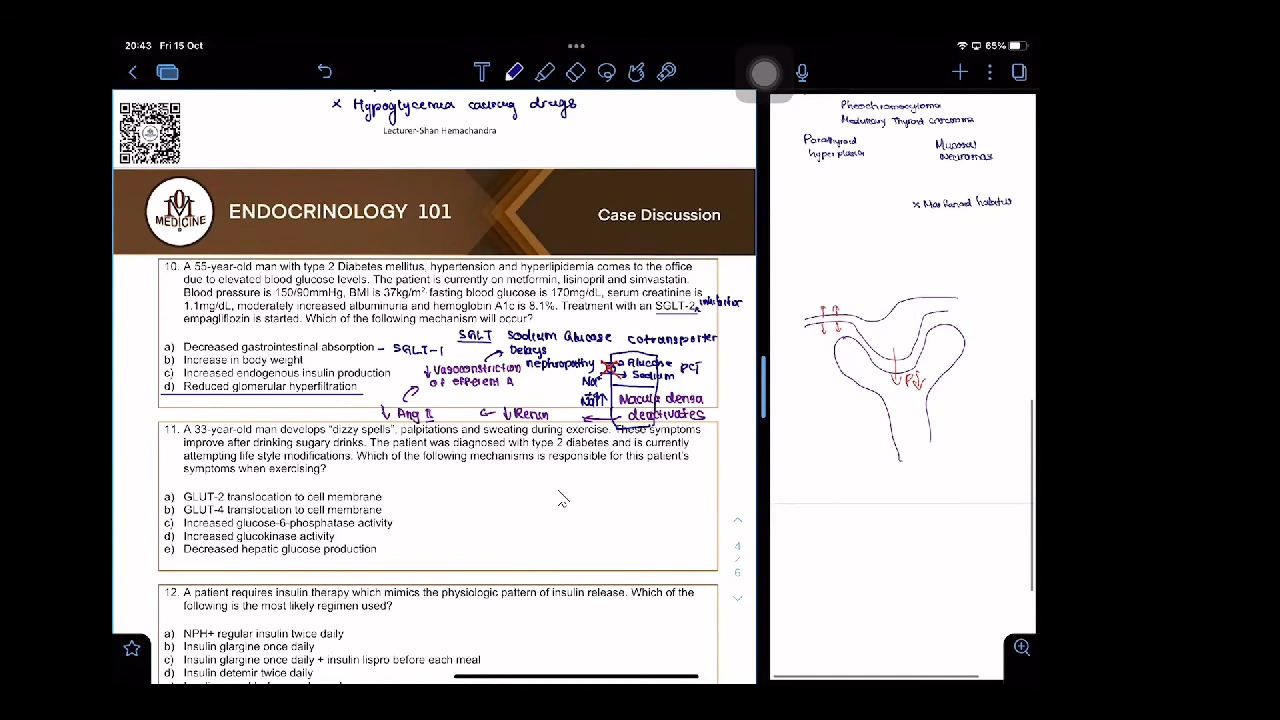 20:43 Fri 15 Oct
65%
× Hypoglycemia causing drugs
Lecturer-Shan Hemachandra
MEDICINE
ENDOCRINOLOGY 101
Case Discussion
10. A 55-year-old man with type 2 Diabetes mellitus, hypertension and hyperlipidemia comes to the office
due to elevated blood glucose levels. The patient is currently on metformin, lisinopril and simvastatin.
Blood pressure is 150/90mmHg, BMI is 37kg/m², fasting blood glucose is 170mg/dL, serum creatinine is
1.1mg/dL, moderately increased albumnuria and hemoglobin A1c is 8.1%. Treatment with an SGLT-2 inhibitor
empagliflozin is started. Which of the following mechanism will occur?
SGLT Sodium Glucose cotransporter
a) Decreased gastrointestinal absorption - SGLT-1
b) Increase in body weight
c) Increased endogenous insulin production
d) Reduced glomerular hyperfiltration
Delays
nephropathy
↓ Vasoconstriction
of efferent A
Glucose
Sodium
PCT
Na⁺
Na⁺↑↑
Macula densa
deactivates
↓ Renin
↓ Ang II
11. A 33-year-old man develops “dizzy spells”, palpitations and sweating during exercise. These symptoms
improve after drinking sugary drinks. The patient was diagnosed with type 2 diabetes and is currently
attempting life style modifications. Which of the following mechanisms is responsible for this patient's
symptoms when exercising?
a) GLUT-2 translocation to cell membrane
b) GLUT-4 translocation to cell membrane
c) Increased glucose-6-phosphatase activity
d) Increased glucokinase activity
e) Decreased hepatic glucose production
4
/
6
12. A patient requires insulin therapy which mimics the physiologic pattern of insulin release. Which of the
following is the most likely regimen used?
a) NPH+ regular insulin twice daily
b) Insulin glargine once daily
c) Insulin glargine once daily + insulin lispro before each meal
d) Insulin detemir twice daily
Pheochromocytoma
Medullary Thyroid carcinoma
Parathyroid
hyperplasia
Mucosal
neuromas
× Marfanoid habitus
P↓